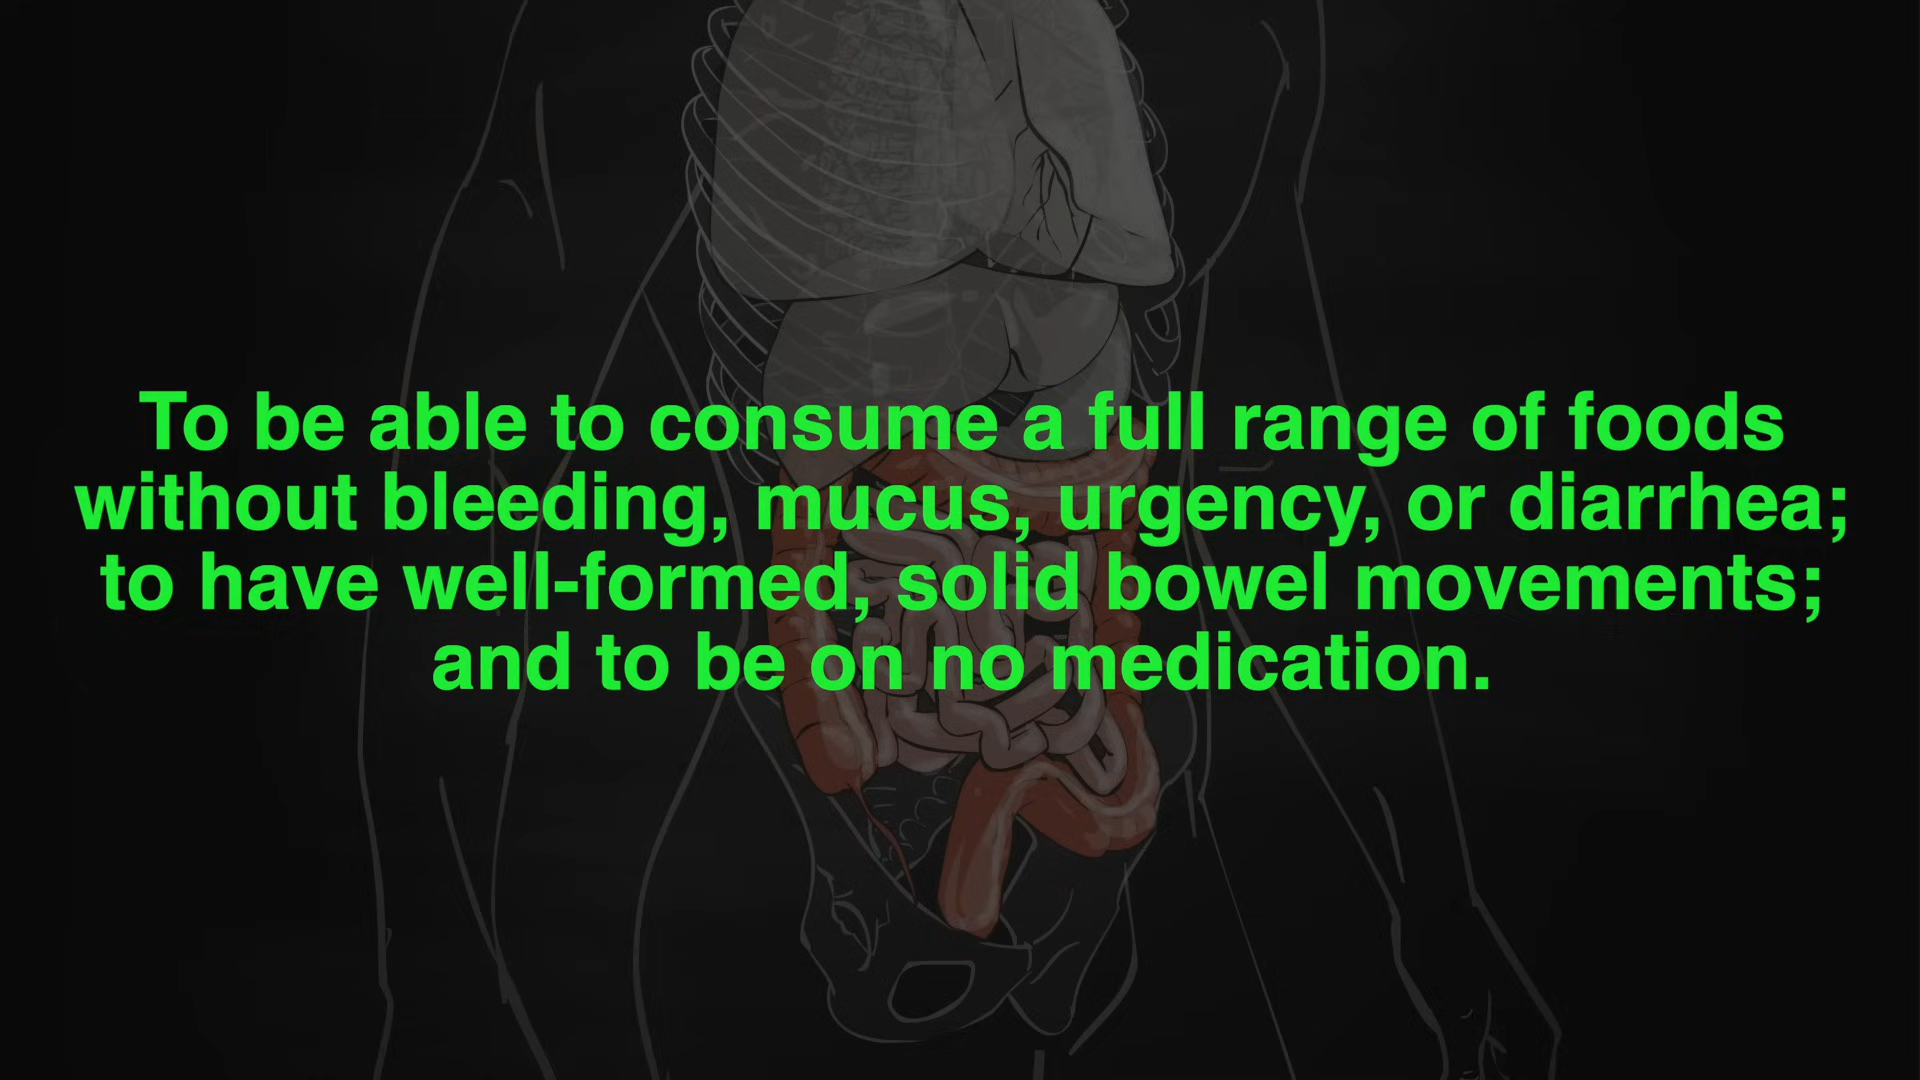 To be able to consume a full range of foods
without bleeding, mucus, urgency, or diarrhea;
to have well-formed, solid bowel movements;
and to be on no medication.